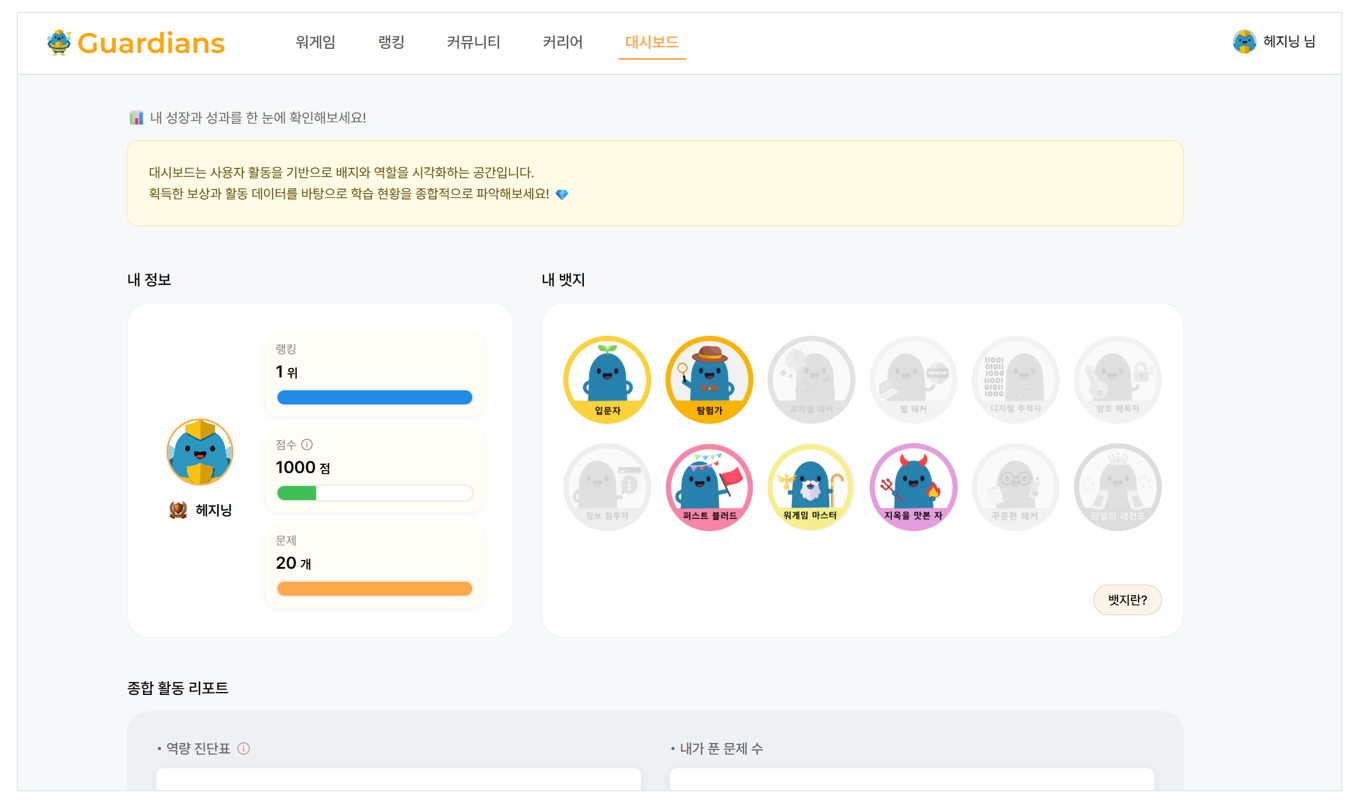 Guardians
워게임
랭킹
커뮤니티
커리어
대시보드
헤지닝 님
내 성장과 성과를 한 눈에 확인해보세요!
대시보드는 사용자 활동을 기반으로 배지와 역할을 시각화하는 공간입니다.
획득한 보상과 활동 데이터를 바탕으로 학습 현황을 종합적으로 파악해보세요!
내 정보
헤지닝
랭킹
1 위
점수
1000 점
문제
20 개
내 뱃지
입문자
탐험가
무차별 해커
웹 해커
디지털 추적자
암호 해독자
정보 침투자
퍼스트 블러드
워게임 마스터
지옥을 맛본 자
꾸준한 해커
전설의 레전드
뱃지란?
종합 활동 리포트
• 역량 진단표
• 내가 푼 문제 수